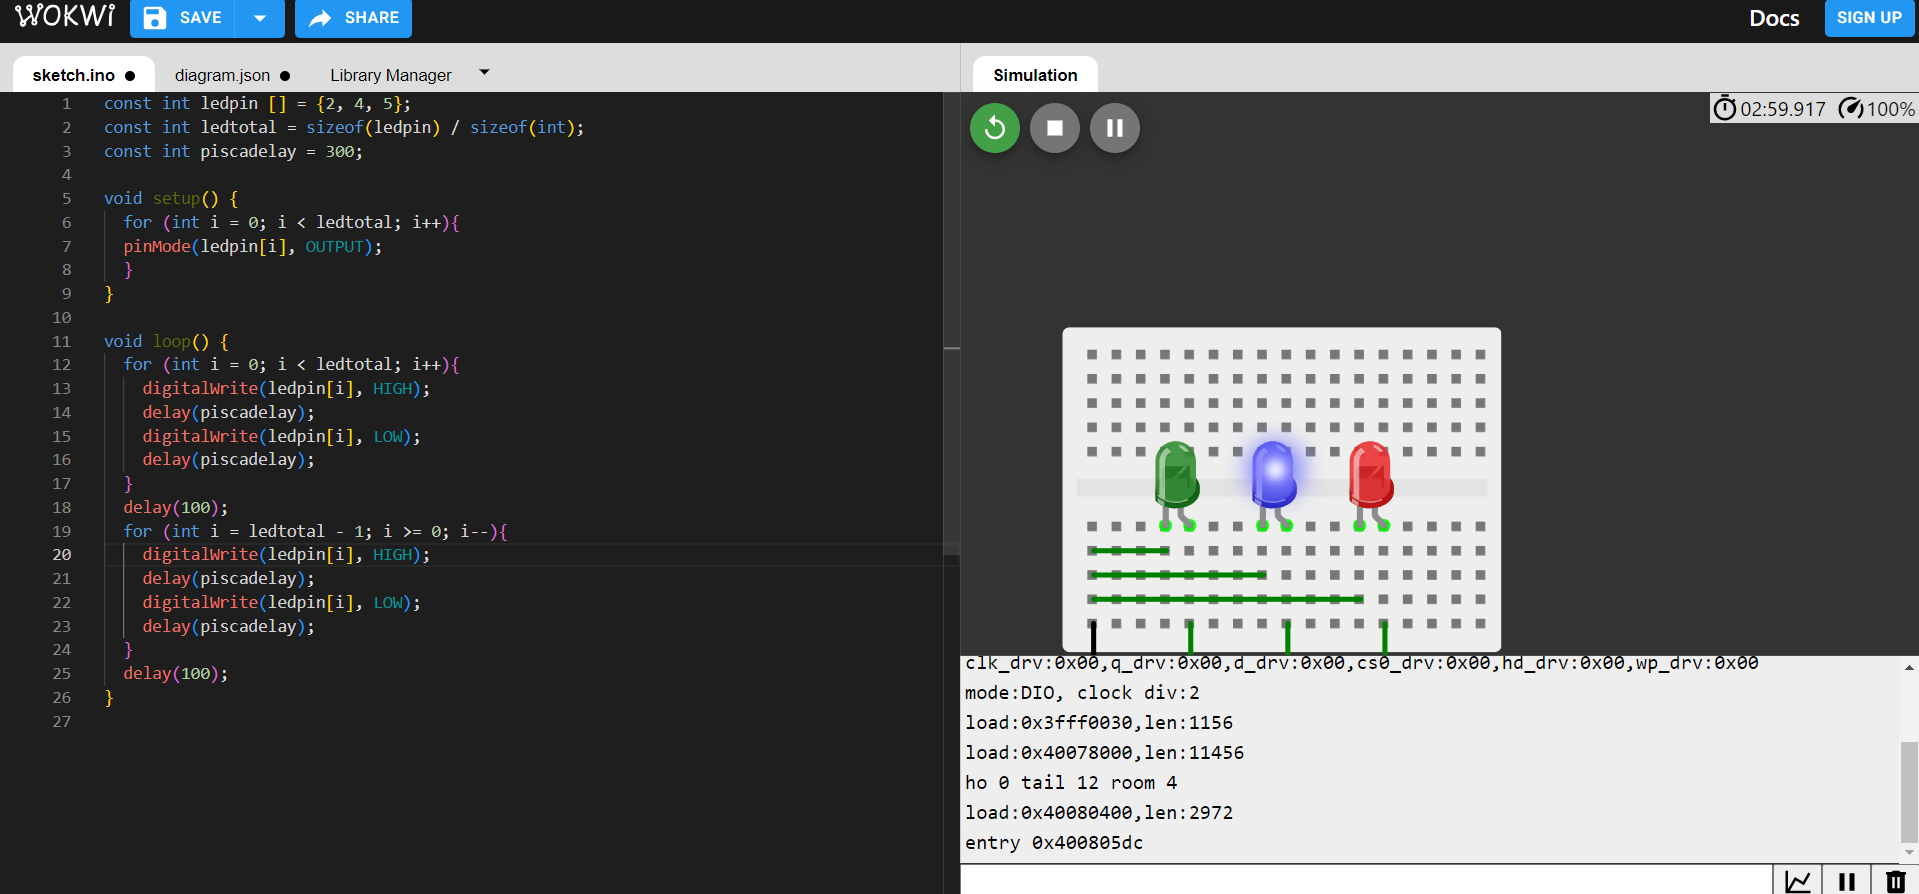 WOKWi SAVE SHARE Docs SIGN UP
sketch.ino diagram.json Library Manager Simulation
02:59.917 100%
1 const int ledpin [] = {2, 4, 5};
2 const int ledtotal = sizeof(ledpin) / sizeof(int);
3 const int piscadelay = 300;
4
5 void setup() {
6 for (int i = 0; i < ledtotal; i++){
7 pinMode(ledpin[i], OUTPUT);
8 }
9 }
10
11 void loop() {
12 for (int i = 0; i < ledtotal; i++){
13 digitalWrite(ledpin[i], HIGH);
14 delay(piscadelay);
15 digitalWrite(ledpin[i], LOW);
16 delay(piscadelay);
17 }
18 delay(100);
19 for (int i = ledtotal - 1; i >= 0; i--){
20 digitalWrite(ledpin[i], HIGH);
21 delay(piscadelay);
22 digitalWrite(ledpin[i], LOW);
23 delay(piscadelay);
24 }
25 delay(100);
26 }
27
clk_drv:0x00,q_drv:0x00,d_drv:0x00,cs0_drv:0x00,hd_drv:0x00,wp_drv:0x00
mode:DIO, clock div:2
load:0x3fff0030,len:1156
load:0x40078000,len:11456
ho 0 tail 12 room 4
load:0x40080400,len:2972
entry 0x400805dc